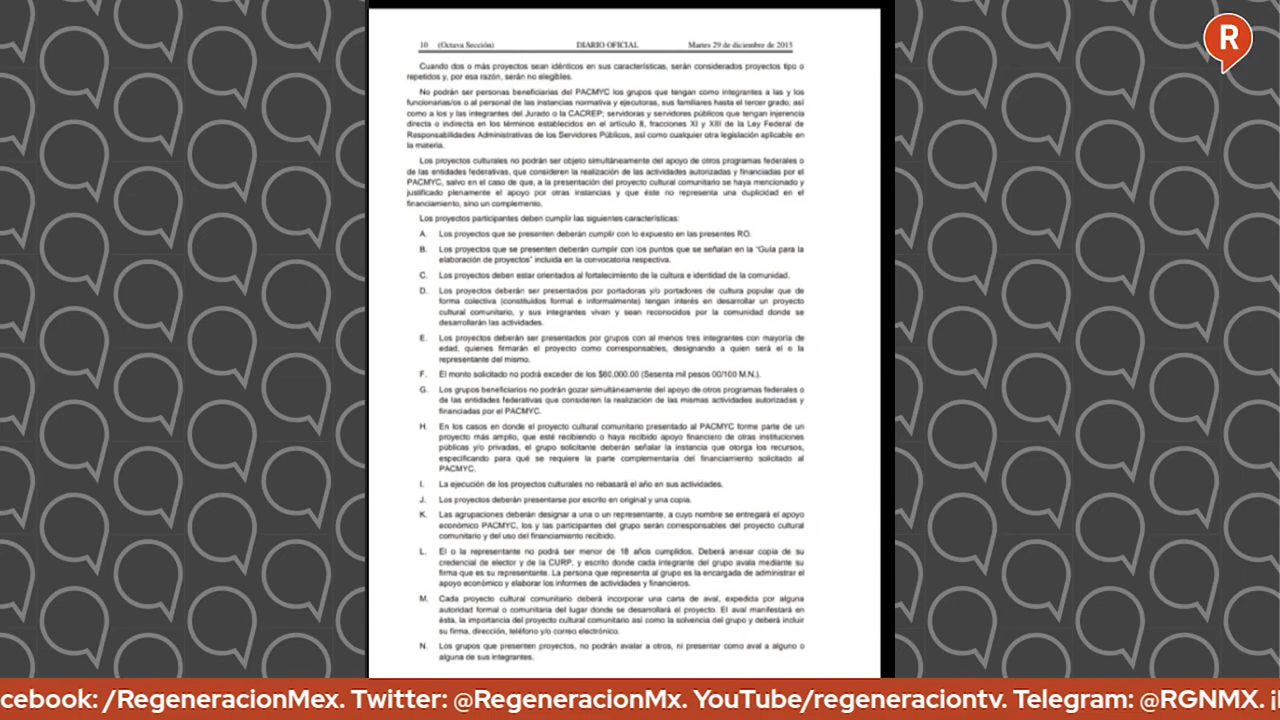 R
10 (Octava Sección) DIARIO OFICIAL Martes 29 de diciembre de 2015
Cuando dos o más proyectos sean idénticos en sus características, serán considerados proyectos tipo o
repetidos y, por esa razón, serán no elegibles.
No podrán ser personas beneficiarias del PACMYC los grupos que tengan como integrantes a las y los
funcionarias/os o al personal de las instancias normativa y ejecutoras, sus familiares hasta el tercer grado; así
como a los y las integrantes del Jurado o la CACREP; servidoras y servidores públicos que tengan injerencia
directa o indirecta en los términos establecidos en el artículo 8, fracciones XI y XIII de la Ley Federal de
Responsabilidades Administrativas de los Servidores Públicos, así como cualquier otra legislación aplicable en
la materia.
Los proyectos culturales no podrán ser objeto simultáneamente del apoyo de otros programas federales o
de las entidades federativas, que consideren la realización de las actividades autorizadas y financiadas por el
PACMYC, salvo en el caso de que, a la presentación del proyecto cultural comunitario se haya mencionado y
justificado plenamente el apoyo por otras instancias y que éste no representa una duplicidad en el
financiamiento, sino un complemento.
Los proyectos participantes deben cumplir las siguientes características:
A. Los proyectos que se presenten deberán cumplir con lo expuesto en las presentes RO.
B. Los proyectos que se presenten deberán cumplir con los puntos que se señalan en la "Guía para la
elaboración de proyectos" incluida en la convocatoria respectiva.
C. Los proyectos deben estar orientados al fortalecimiento de la cultura e identidad de la comunidad.
D. Los proyectos deberán ser presentados por portadoras y/o portadores de cultura popular que de
forma colectiva (constituidos formal e informalmente) tengan interés en desarrollar un proyecto
cultural comunitario, y sus integrantes vivan y sean reconocidos por la comunidad donde se
desarrollarán las actividades.
E. Los proyectos deberán ser presentados por grupos con al menos tres integrantes con mayoría de
edad, quienes firmarán el proyecto como corresponsables, designando a quien será el o la
representante del mismo.
F. El monto solicitado no podrá exceder de los $60,000.00 (Sesenta mil pesos 00/100 M.N.).
G. Los grupos beneficiarios no podrán gozar simultáneamente del apoyo de otros programas federales o
de las entidades federativas que consideren la realización de las mismas actividades autorizadas y
financiadas por el PACMYC.
H. En los casos en donde el proyecto cultural comunitario presentado al PACMYC forme parte de un
proyecto más amplio, que esté recibiendo o haya recibido apoyo financiero de otras instituciones
públicas y/o privadas, el grupo solicitante deberán señalar la instancia que otorga los recursos,
especificando para qué se requiere la parte complementaria del financiamiento solicitado al
PACMYC.
I. La ejecución de los proyectos culturales no rebasará el año en sus actividades.
J. Los proyectos deberán presentarse por escrito en original y una copia.
K. Las agrupaciones deberán designar a una o un representante, a cuyo nombre se entregará el apoyo
económico PACMYC, los y las participantes del grupo serán corresponsables del proyecto cultural
comunitario y del uso del financiamiento recibido.
L. El o la representante no podrá ser menor de 18 años cumplidos. Deberá anexar copia de su
credencial de elector y de la CURP, y escrito donde cada integrante del grupo avala mediante su
firma que es su representante. La persona que representa al grupo es la encargada de administrar el
apoyo económico y elaborar los informes de actividades y financieros.
M. Cada proyecto cultural comunitario deberá incorporar una carta de aval, expedida por alguna
autoridad formal o comunitaria del lugar donde se desarrollará el proyecto. El aval manifestará en
ésta, la importancia del proyecto cultural comunitario así como la solvencia del grupo y deberá incluir
su firma, dirección, teléfono y/o correo electrónico.
N. Los grupos que presenten proyectos, no podrán avalar a otros, ni presentar como aval a alguno o
alguna de sus integrantes.
cebook: /RegeneracionMex. Twitter: @RegeneracionMx. YouTube/regeneraciontv. Telegram: @RGNMX. ¡